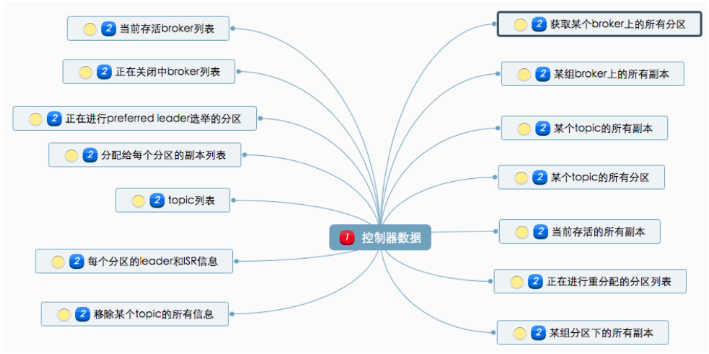 当前存活broker列表
2
正在关闭中broker列表
2
正在进行preferred leader选举的分区
2
分配给每个分区的副本列表
2
topic列表
2
每个分区的leader和ISR信息
2
移除某个topic的所有信息
2
1 控制器数据
2 获取某个broker上的所有分区
2 某组broker上的所有副本
2 某个topic的所有副本
2 某个topic的所有分区
2 当前存活的所有副本
2 正在进行重分配的分区列表
2 某组分区下的所有副本